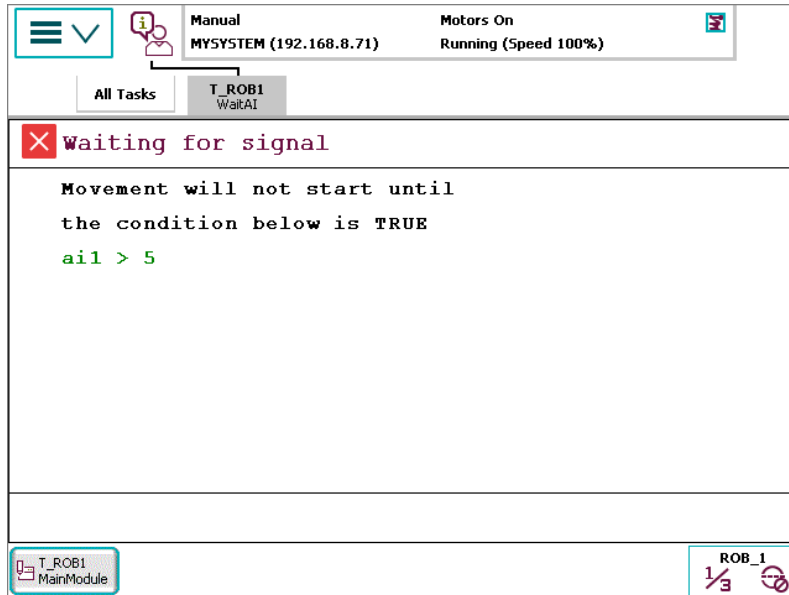 Manual
MYSYSTEM (192.168.8.71)
Motors On
Running (Speed 100%)
All Tasks
T_ROB1
WaitAI
Waiting for signal
Movement will not start until
the condition below is TRUE
ai1 > 5
T_ROB1
MainModule
ROB_1
1/3